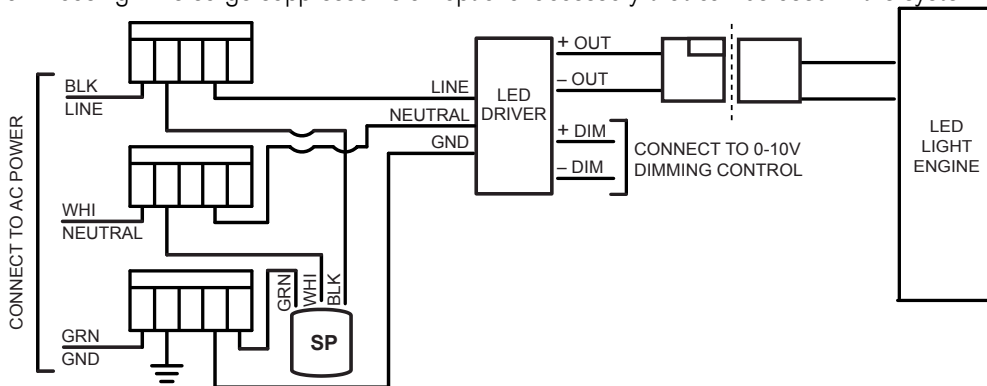 CONNECT TO AC POWER
BLK
LINE
WHI
NEUTRAL
GRN
GND
GRN
WHI
BLK
SP
LINE
NEUTRAL
GND
LED
DRIVER
+ OUT
– OUT
+ DIM
– DIM
CONNECT TO 0-10V
DIMMING CONTROL
LED
LIGHT
ENGINE